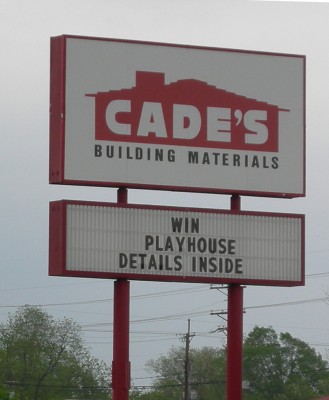 CADE'S
BUILDING MATERIALS
WIN
PLAYHOUSE
DETAILS INSIDE